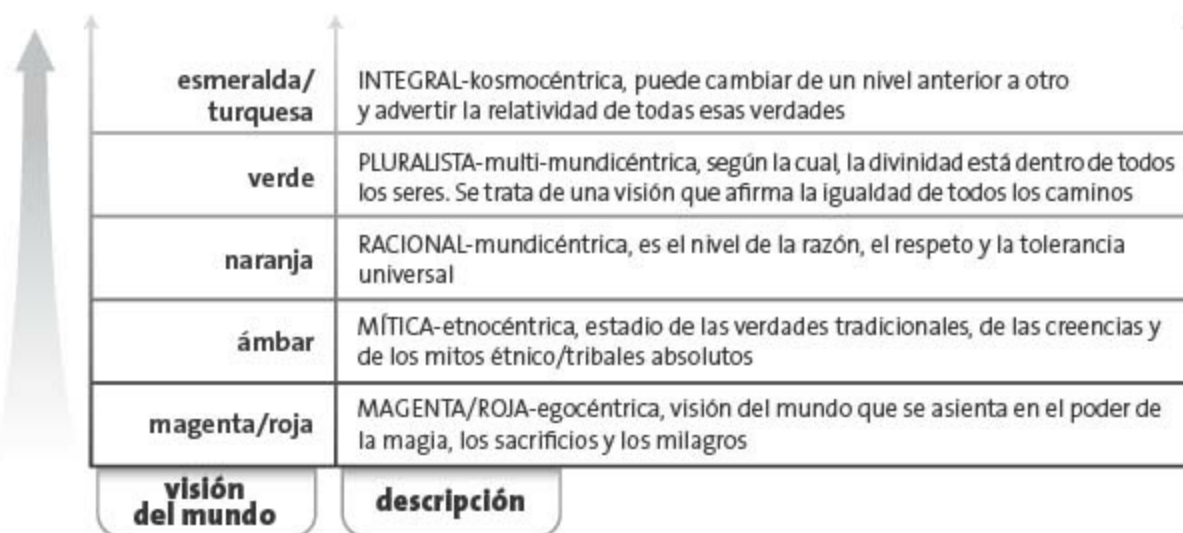 esmeralda/
turquesa
INTEGRAL-kosmocéntrica, puede cambiar de un nivel anterior a otro
y advertir la relatividad de todas esas verdades
verde
PLURALISTA-multi-mundicéntrica, según la cual, la divinidad está dentro de todos
los seres. Se trata de una visión que afirma la igualdad de todos los caminos
naranja
RACIONAL-mundicéntrica, es el nivel de la razón, el respeto y la tolerancia
universal
ámbar
MÍTICA-etnocéntrica, estadio de las verdades tradicionales, de las creencias y
de los mitos étnico/tribales absolutos
magenta/roja
MAGENTA/ROJA-egocéntrica, visión del mundo que se asienta en el poder de
la magia, los sacrificios y los milagros
visión
del mundo
descripción